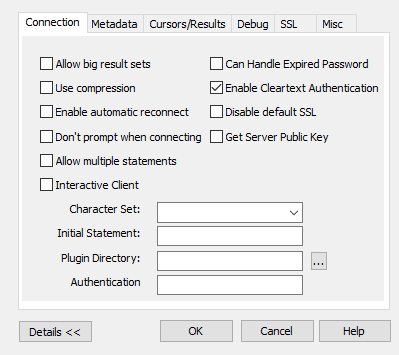 Connection Metadata Cursors/Results Debug SSL Misc
Allow big result sets Can Handle Expired Password
Use compression Enable Cleartext Authentication
Enable automatic reconnect Disable default SSL
Don't prompt when connecting Get Server Public Key
Allow multiple statements
Interactive Client
Character Set:
Initial Statement:
Plugin Directory: ...
Authentication
Details << OK Cancel Help